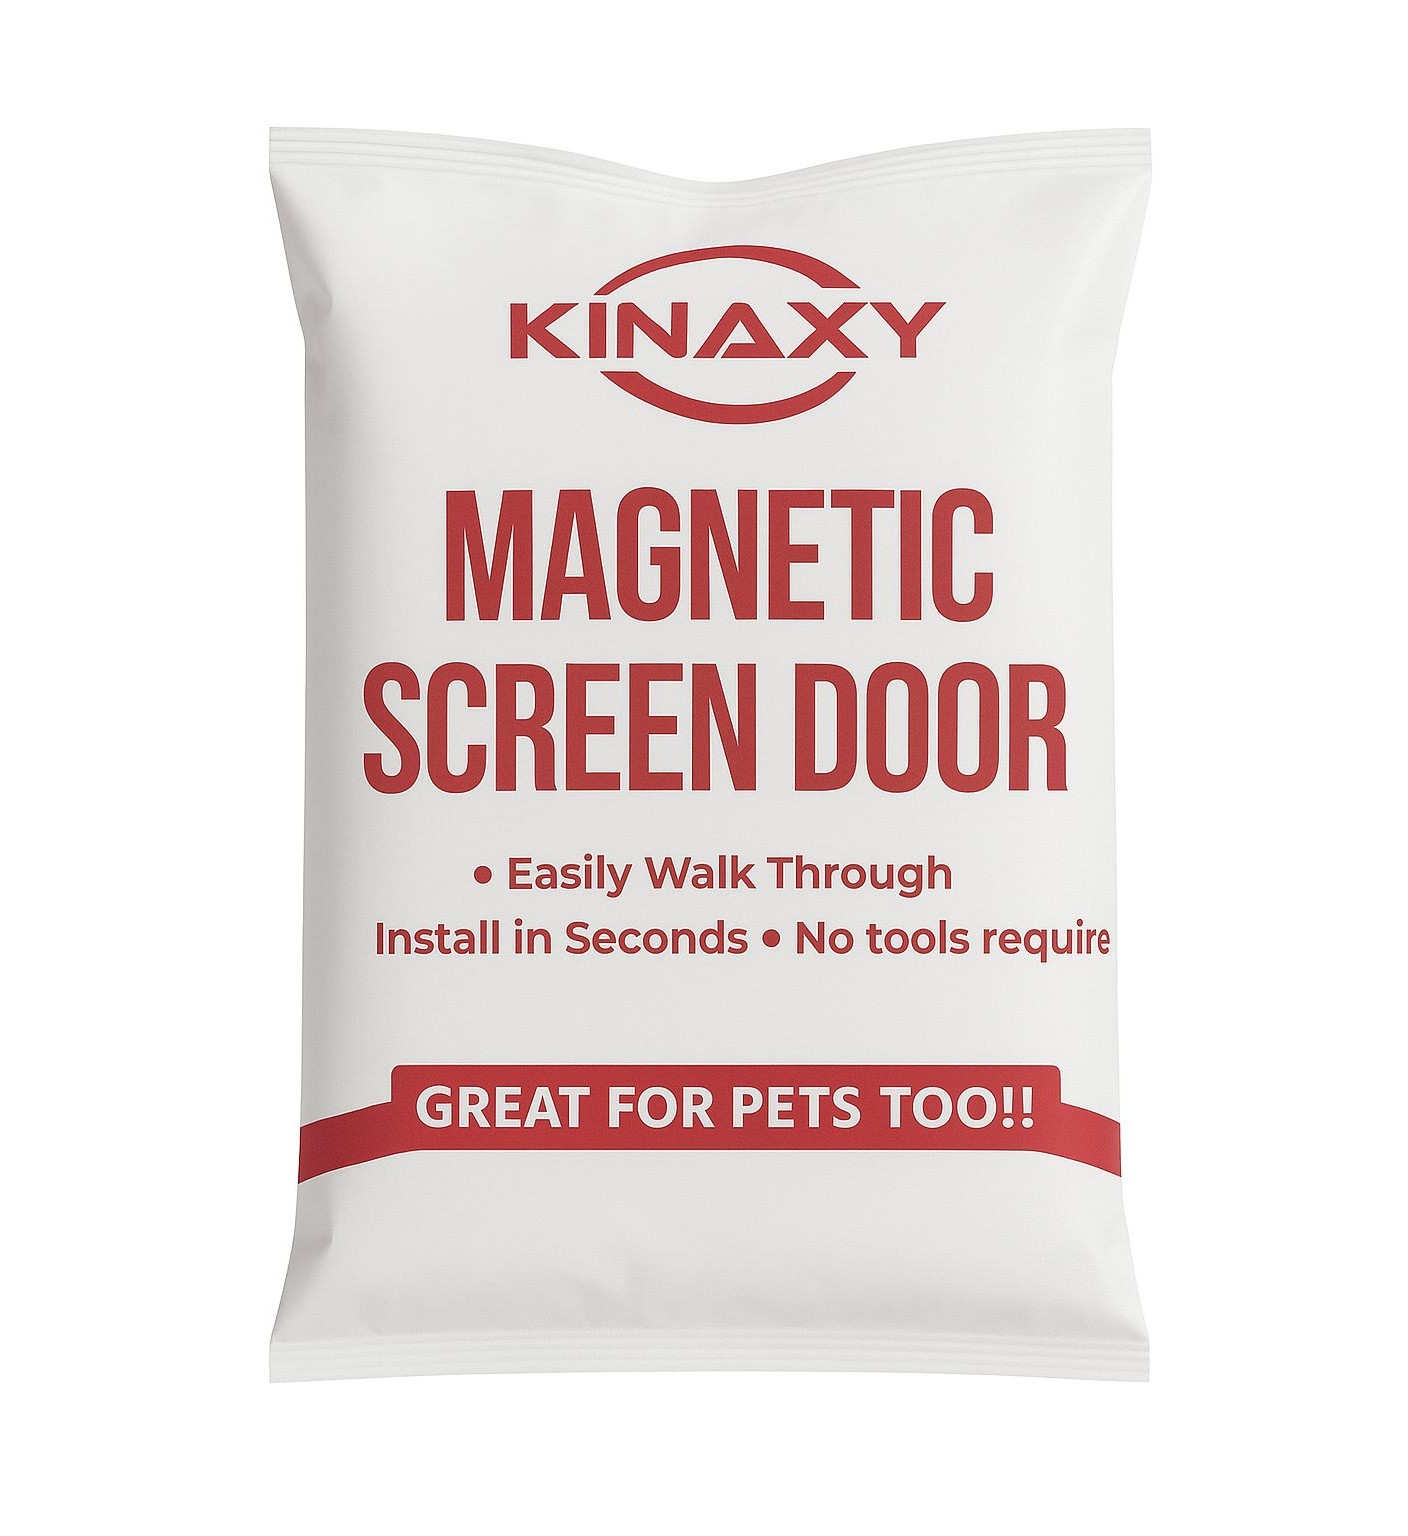 KINAXY
MAGNETIC
SCREEN DOOR
• Easily Walk Through
Install in Seconds • No tools require
GREAT FOR PETS TOO!!